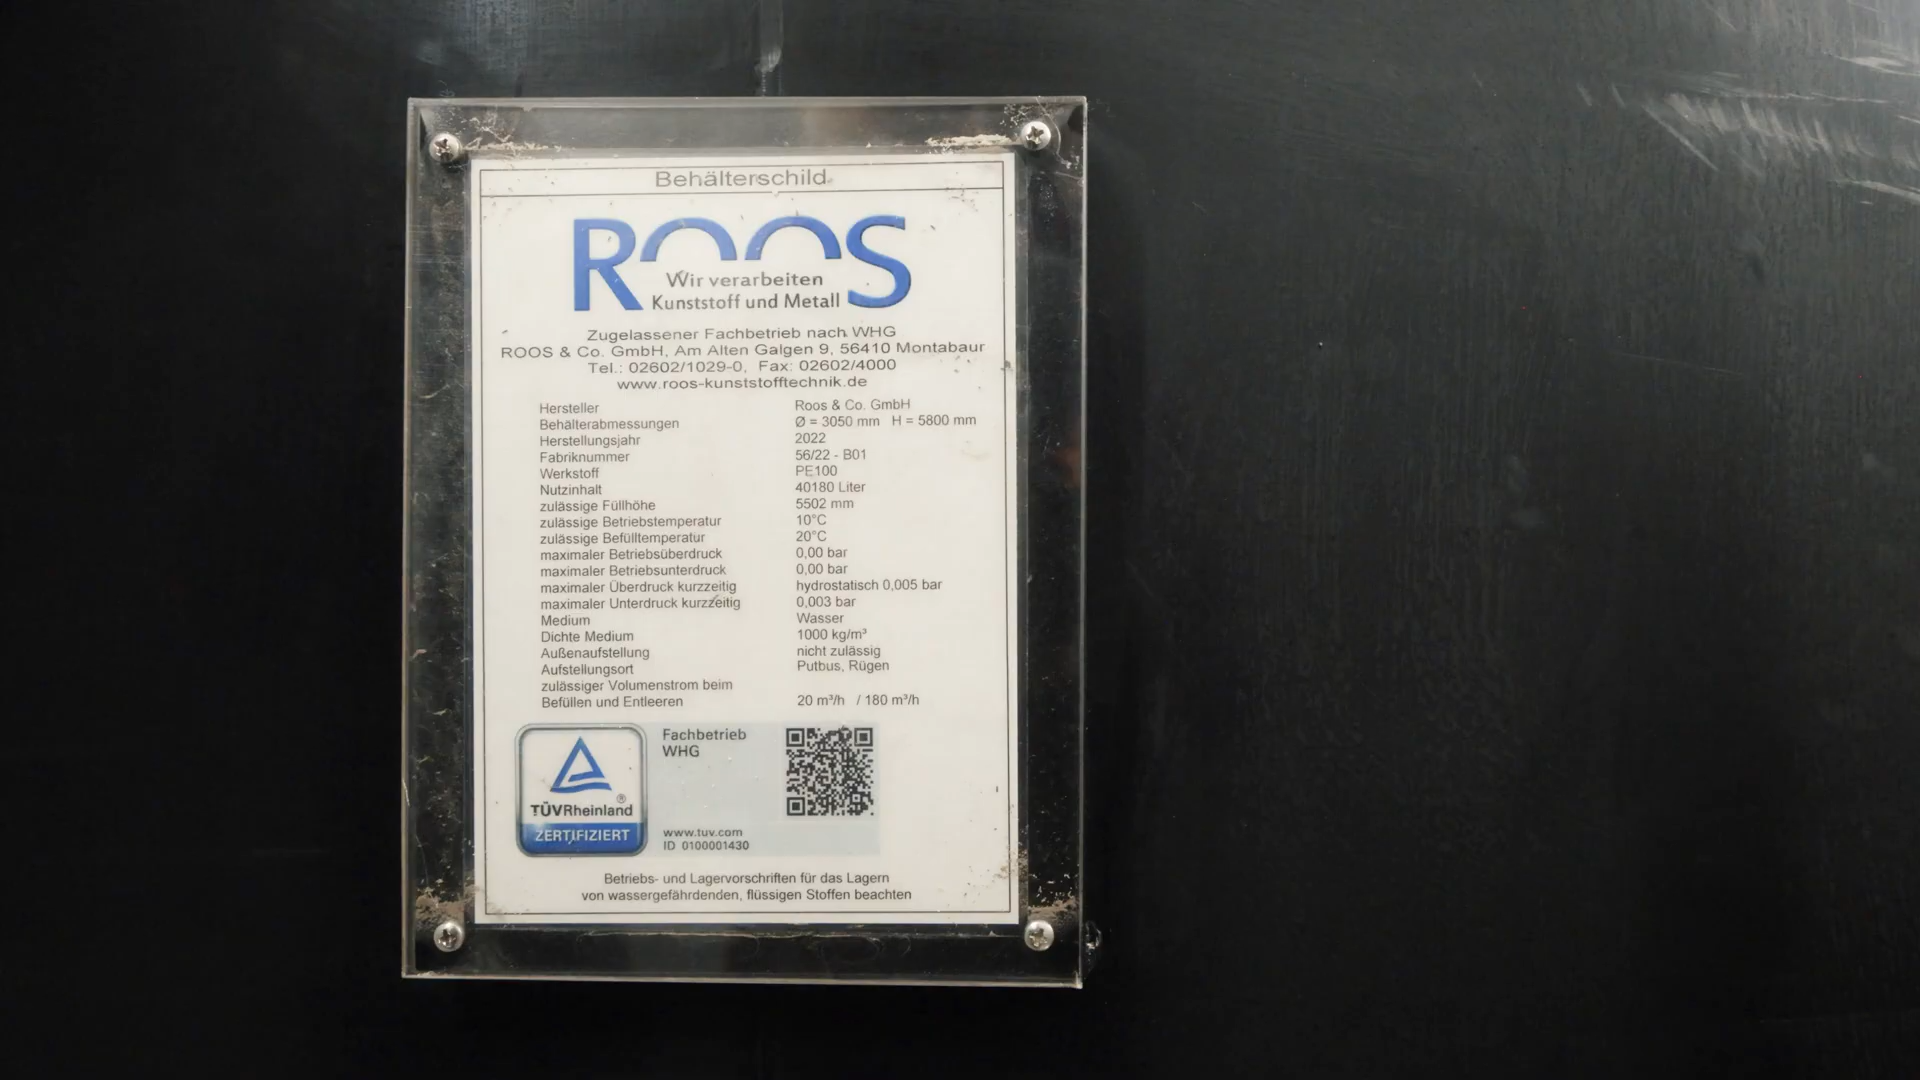 Behälterschild
ROOS
Wir verarbeiten
Kunststoff und Metall
Zugelassener Fachbetrieb nach WHG
ROOS & Co. GmbH, Am Alten Galgen 9, 56410 Montabaur
Tel.: 02602/1029-0, Fax: 02602/4000
www.roos-kunststofftechnik.de
Hersteller Roos & Co. GmbH
Behälterabmessungen Ø = 3050 mm H = 5800 mm
Herstellungsjahr 2022
Fabriknummer 56/22 - B01
Werkstoff PE100
Nutzinhalt 40180 Liter
zulässige Füllhöhe 5502 mm
zulässige Betriebstemperatur 10°C
zulässige Befülltemperatur 20°C
maximaler Betriebsüberdruck 0,00 bar
maximaler Betriebsunterdruck 0,00 bar
maximaler Überdruck kurzzeitig hydrostatisch 0,005 bar
maximaler Unterdruck kurzzeitig 0,003 bar
Medium Wasser
Dichte Medium 1000 kg/m³
Außenaufstellung nicht zulässig
Aufstellungsort Putbus, Rügen
zulässiger Volumenstrom beim
Befüllen und Entleeren 20 m³/h / 180 m³/h
Fachbetrieb
WHG
TÜVRheinland®
ZERTIFIZIERT
www.tuv.com
ID 0100001430
Betriebs- und Lagervorschriften für das Lagern
von wassergefährdenden, flüssigen Stoffen beachten